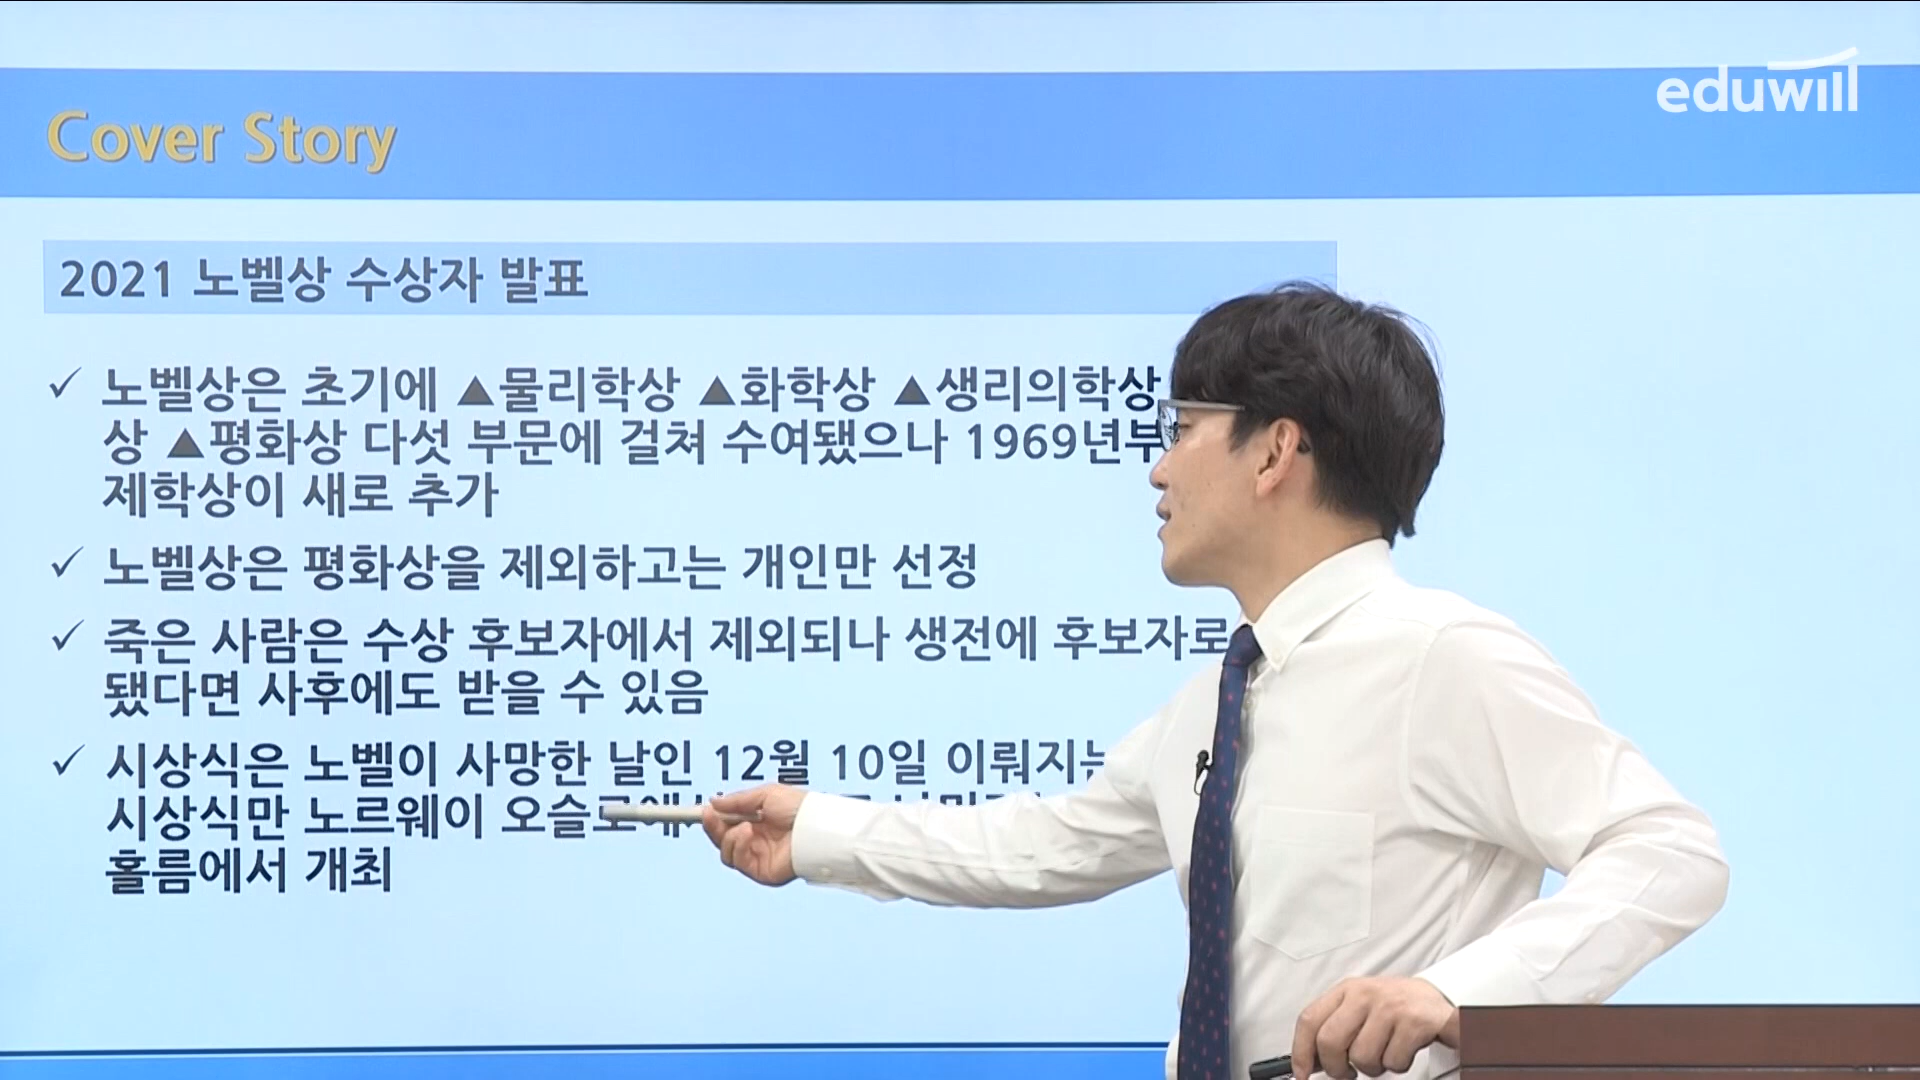 eduwill
Cover Story
2021 노벨상 수상자 발표
✓ 노벨상은 초기에 ▲물리학상 ▲화학상 ▲생리의학상
상 ▲평화상 다섯 부문에 걸쳐 수여됐으나 1969년부
제학상이 새로 추가
✓ 노벨상은 평화상을 제외하고는 개인만 선정
✓ 죽은 사람은 수상 후보자에서 제외되나 생전에 후보자로
됐다면 사후에도 받을 수 있음
✓ 시상식은 노벨이 사망한 날인 12월 10일 이뤄지는
시상식만 노르웨이 오슬로에서
홀름에서 개최